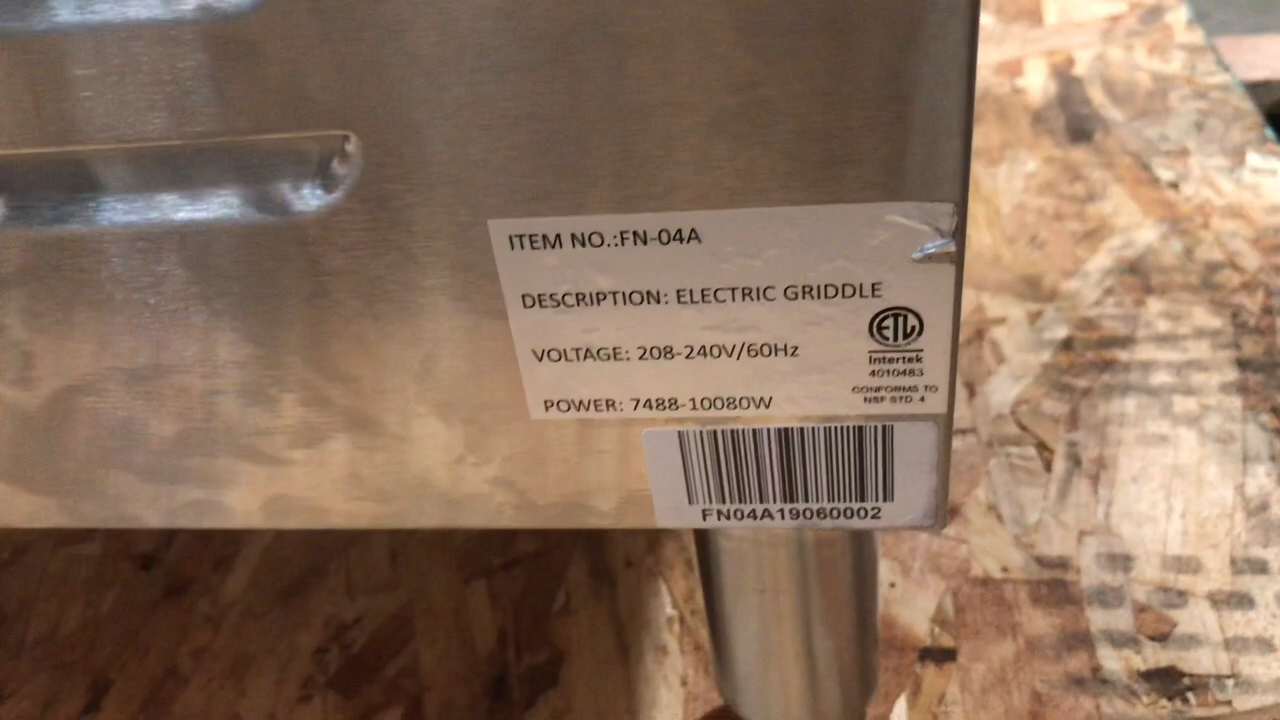 ITEM NO.:FN-04A
DESCRIPTION: ELECTRIC GRIDDLE
ETL
VOLTAGE: 208-240V/60Hz
Intertek
4010483
CONFORMS TO
NSF STD. 4
POWER: 7488-10080W
FN04A19060002